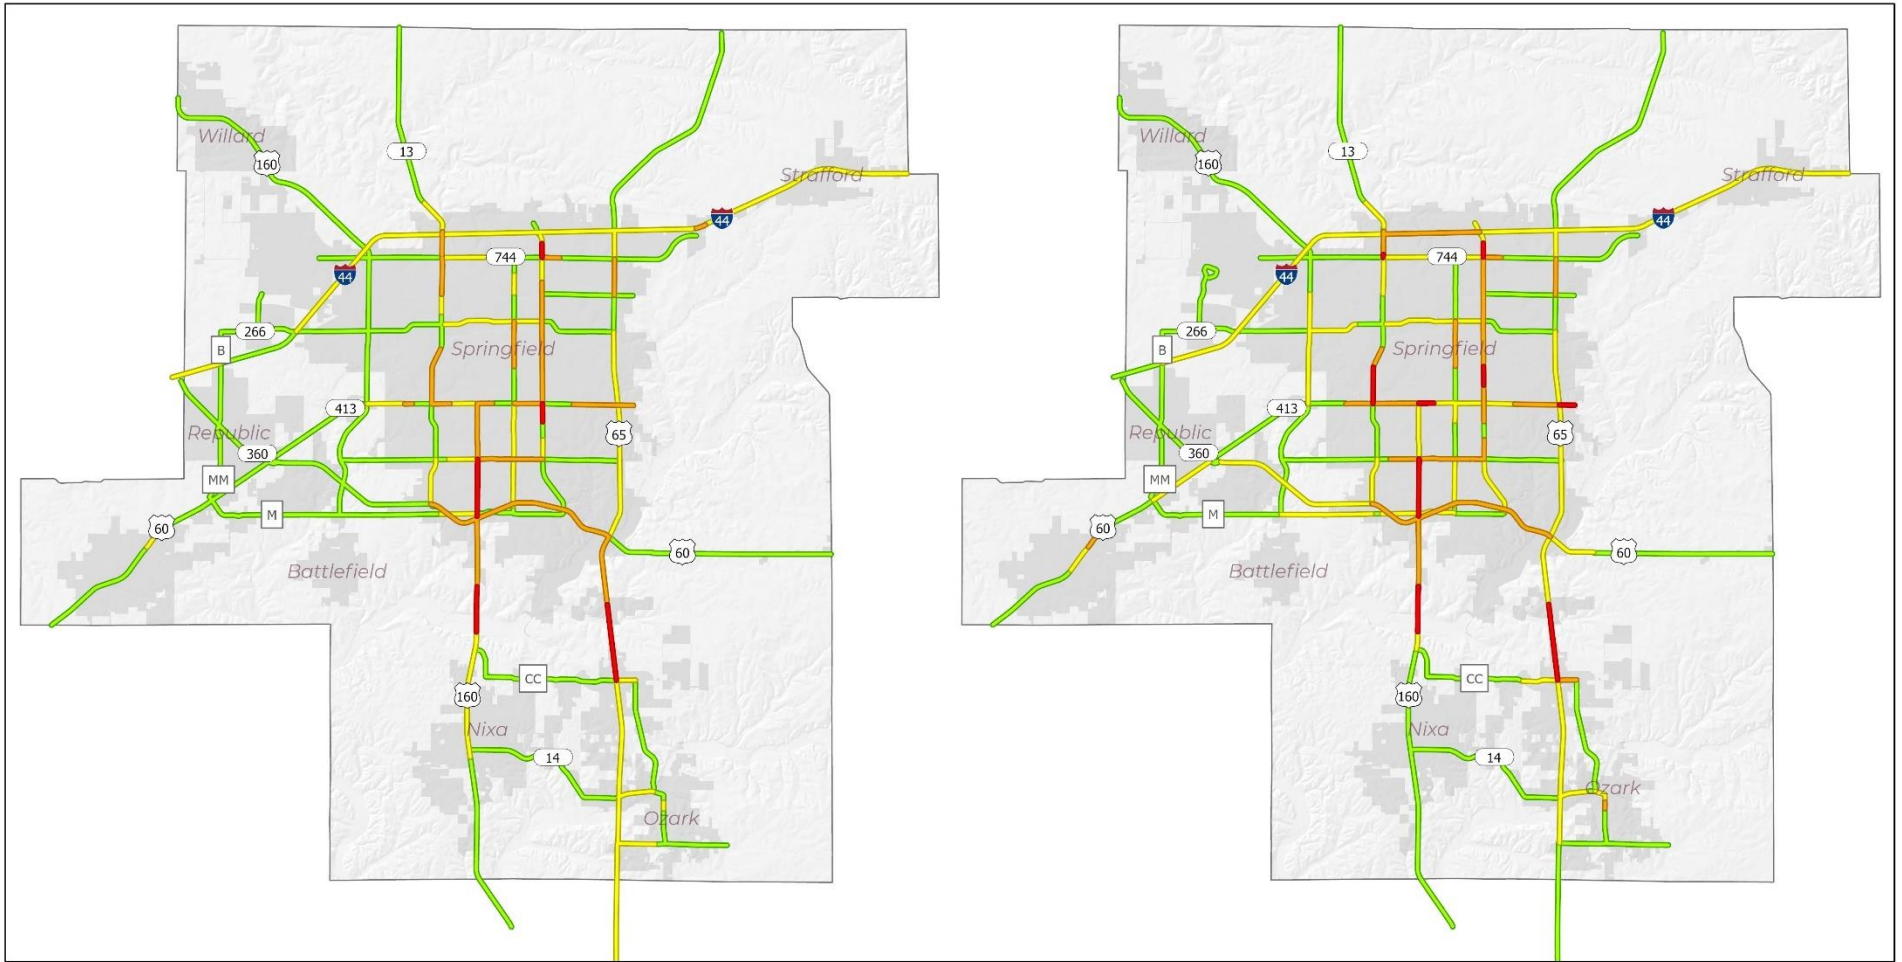 Willard
160
13
Strafford
44
744
44
266
B
Springfield
413
65
Republic
360
MM
M
60
60
Battlefield
CC
160
Nixa
14
Ozark
Willard
160
13
Strafford
44
744
44
266
B
Springfield
413
65
Republic
360
MM
M
60
60
Battlefield
CC
160
Nixa
14
Ozark